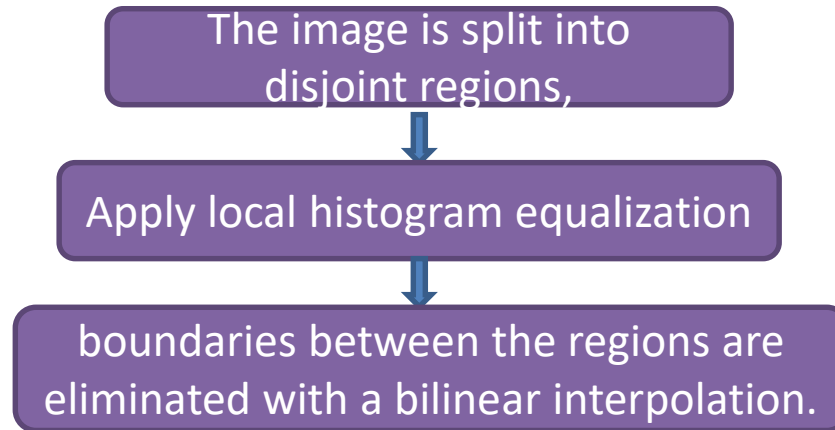 The image is split into
disjoint regions,
Apply local histogram equalization
boundaries between the regions are
eliminated with a bilinear interpolation.